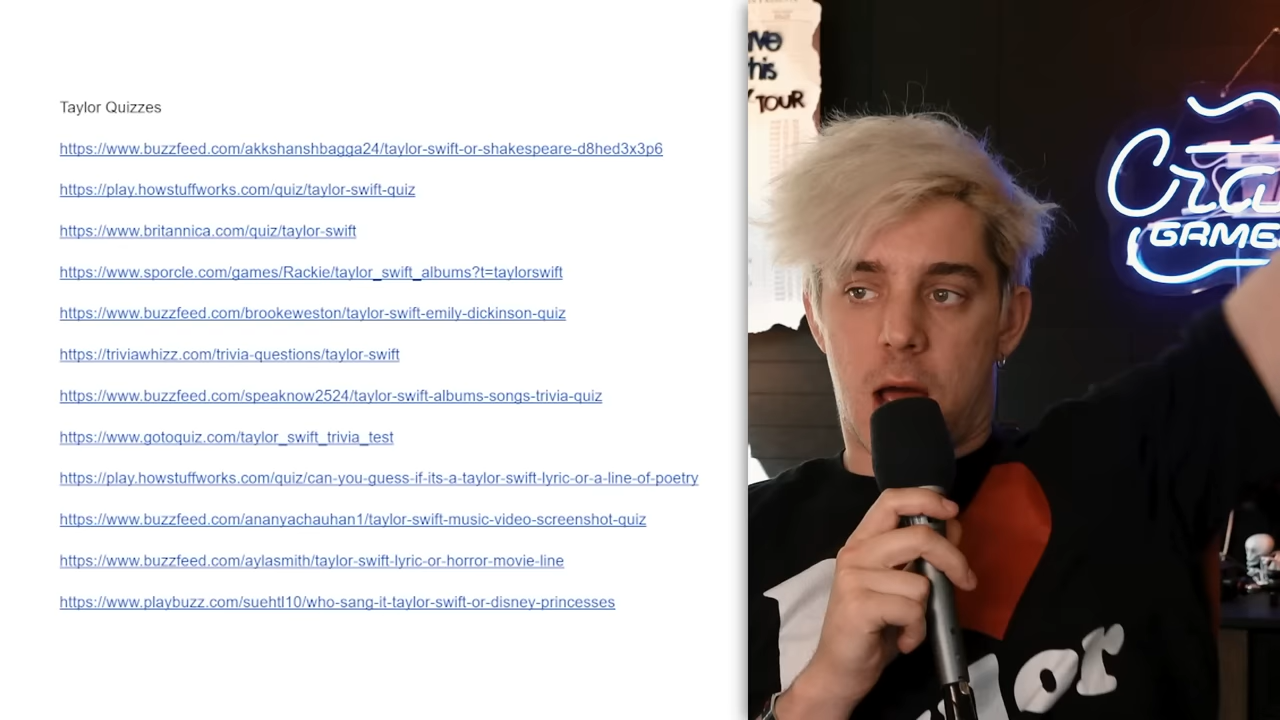 Taylor Quizzes
https://www.buzzfeed.com/akkshanshbagga24/taylor-swift-or-shakespeare-d8hed3x3p6
https://play.howstuffworks.com/quiz/taylor-swift-quiz
https://www.britannica.com/quiz/taylor-swift
https://www.sporcle.com/games/Rackie/taylor_swift_albums?t=taylorswift
https://www.buzzfeed.com/brookeweston/taylor-swift-emily-dickinson-quiz
https://triviawhizz.com/trivia-questions/taylor-swift
https://www.buzzfeed.com/speaknow2524/taylor-swift-albums-songs-trivia-quiz
https://www.gotoquiz.com/taylor_swift_trivia_test
https://play.howstuffworks.com/quiz/can-you-guess-if-its-a-taylor-swift-lyric-or-a-line-of-poetry
https://www.buzzfeed.com/ananyachauhan1/taylor-swift-music-video-screenshot-quiz
https://www.buzzfeed.com/aylasmith/taylor-swift-lyric-or-horror-movie-line
https://www.playbuzz.com/suehtl10/who-sang-it-taylor-swift-or-disney-princesses
TOUR
Cra
GAME
lor